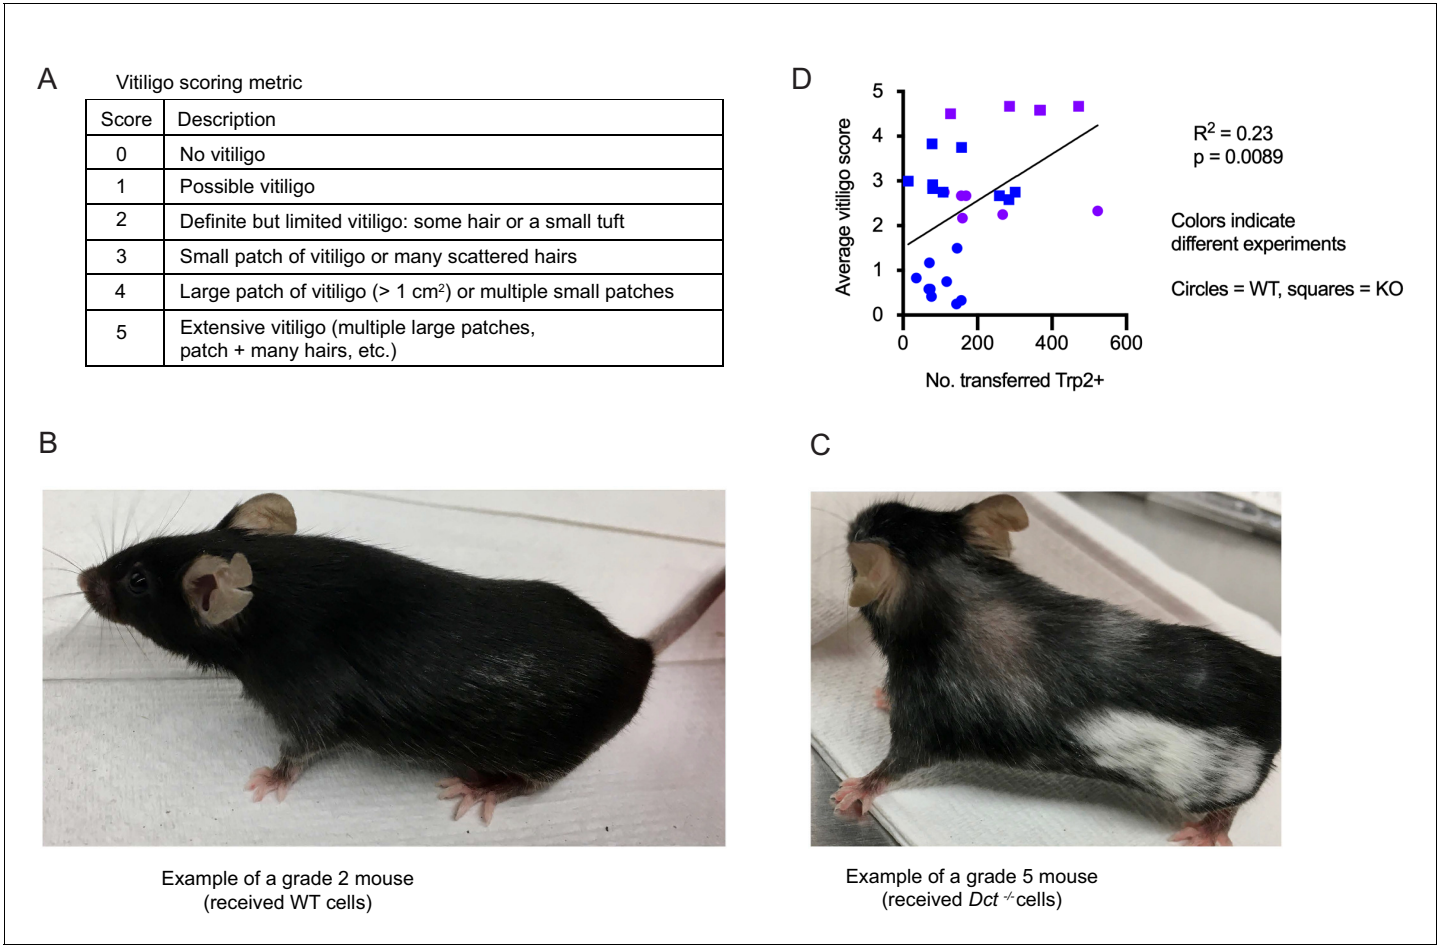 A
Vitiligo scoring metric
Score Description
0 No vitiligo
1 Possible vitiligo
2 Definite but limited vitiligo: some hair or a small tuft
3 Small patch of vitiligo or many scattered hairs
4 Large patch of vitiligo (> 1 cm²) or multiple small patches
5 Extensive vitiligo (multiple large patches,
patch + many hairs, etc.)
D
Average vitiligo score
5
4
3
2
1
0
0 200 400 600
No. transferred Trp2+
R² = 0.23
p = 0.0089
Colors indicate
different experiments
Circles = WT, squares = KO
B
Example of a grade 2 mouse
(received WT cells)
C
Example of a grade 5 mouse
(received Dct -/- cells)